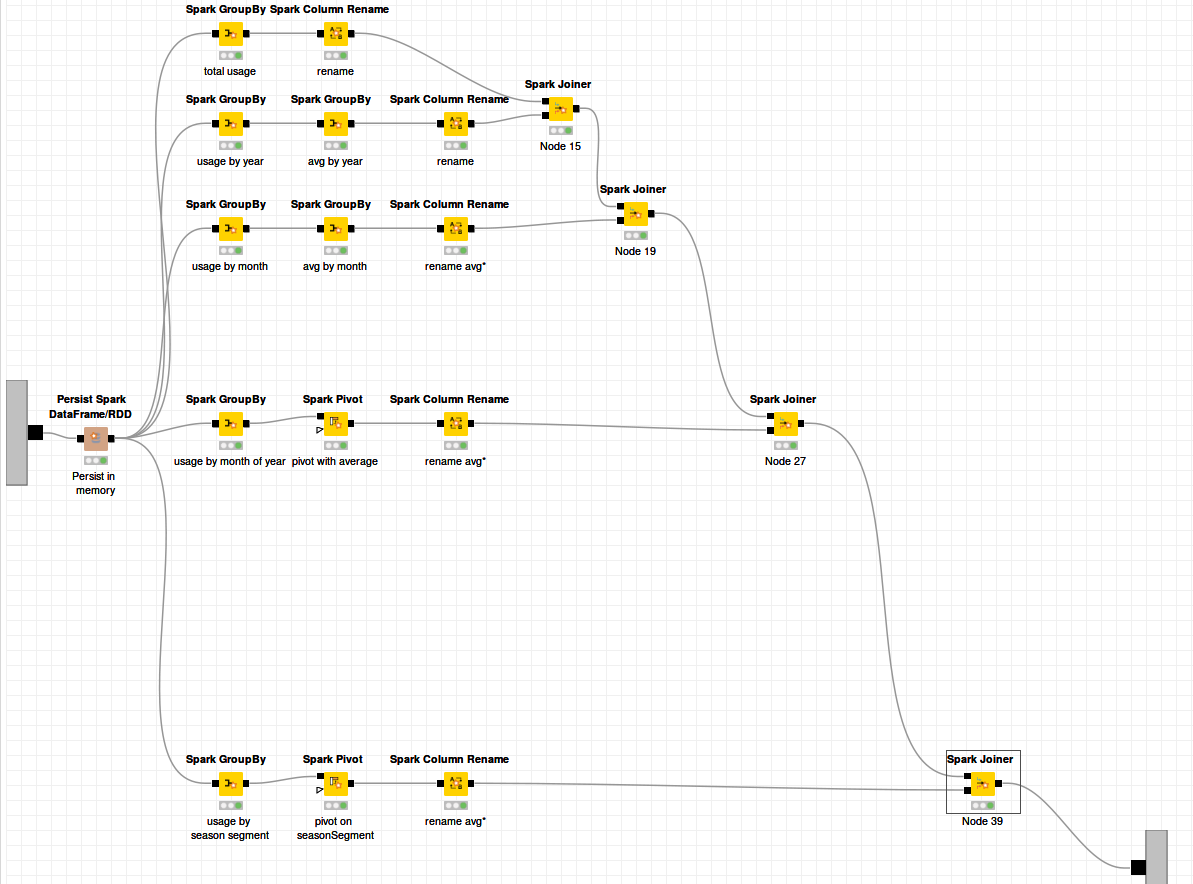 Spark GroupBy Spark Column Rename
total usage rename
Spark Joiner
Spark GroupBy Spark GroupBy Spark Column Rename
Node 15
usage by year avg by year rename
Spark Joiner
Spark GroupBy Spark GroupBy Spark Column Rename
Node 19
usage by month avg by month rename avg*
Persist Spark
DataFrame/RDD
Persist in
memory
Spark GroupBy Spark Pivot Spark Column Rename Spark Joiner
usage by month of year pivot with average rename avg* Node 27
Spark GroupBy Spark Pivot Spark Column Rename Spark Joiner
usage by
season segment
pivot on
seasonSegment
rename avg* Node 39